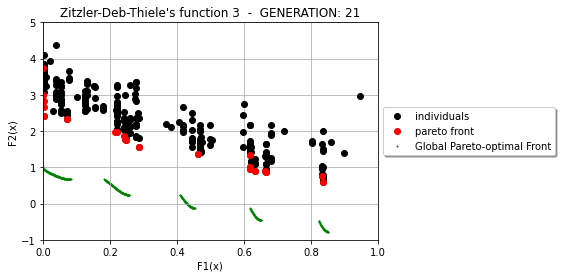 Zitzler-Deb-Thiele's function 3 - GENERATION: 21
5
4
3
2
1
0
−1
F2(x)
0.0 0.2 0.4 0.6 0.8 1.0
F1(x)
individuals
pareto front
Global Pareto-optimal Front